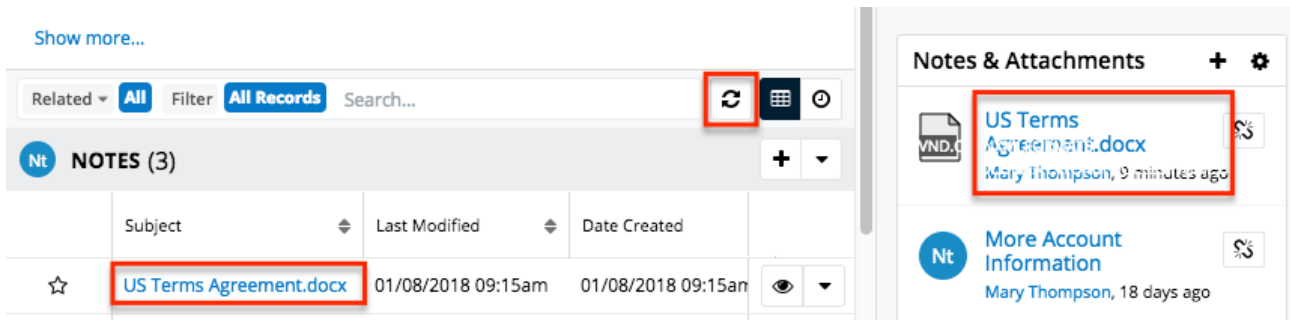 Show more...
Related All Filter All Records Search...
Nt NOTES (3)
Subject Last Modified Date Created
US Terms Agreement.docx 01/08/2018 09:15am 01/08/2018 09:15am
Notes & Attachments
US Terms
Agreement.docx
VND.
Mary Thompson, 9 minutes ago
Nt
More Account
Information
Mary Thompson, 18 days ago